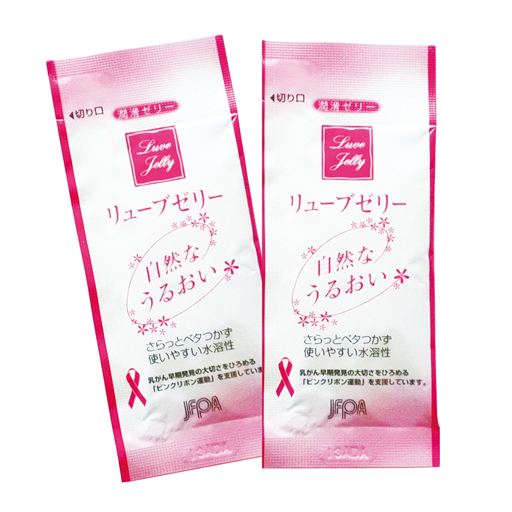 ◀切り口
潤滑ゼリー
Luve
Jelly
リューブゼリー
自然な
うるおい
さらっとベタつかず
使いやすい水溶性
乳がん早期発見の大切さをひろめる
「ピンクリボン運動」を支援していま
JFPA
◀切り口
潤滑ゼリー
Luve
Jelly
リューブゼリー
自然な
うるおい
さらっとベタつかず
使いやすい水溶性
乳がん早期発見の大切さをひろめる
「ピンクリボン運動」を支援しています。
JFPA